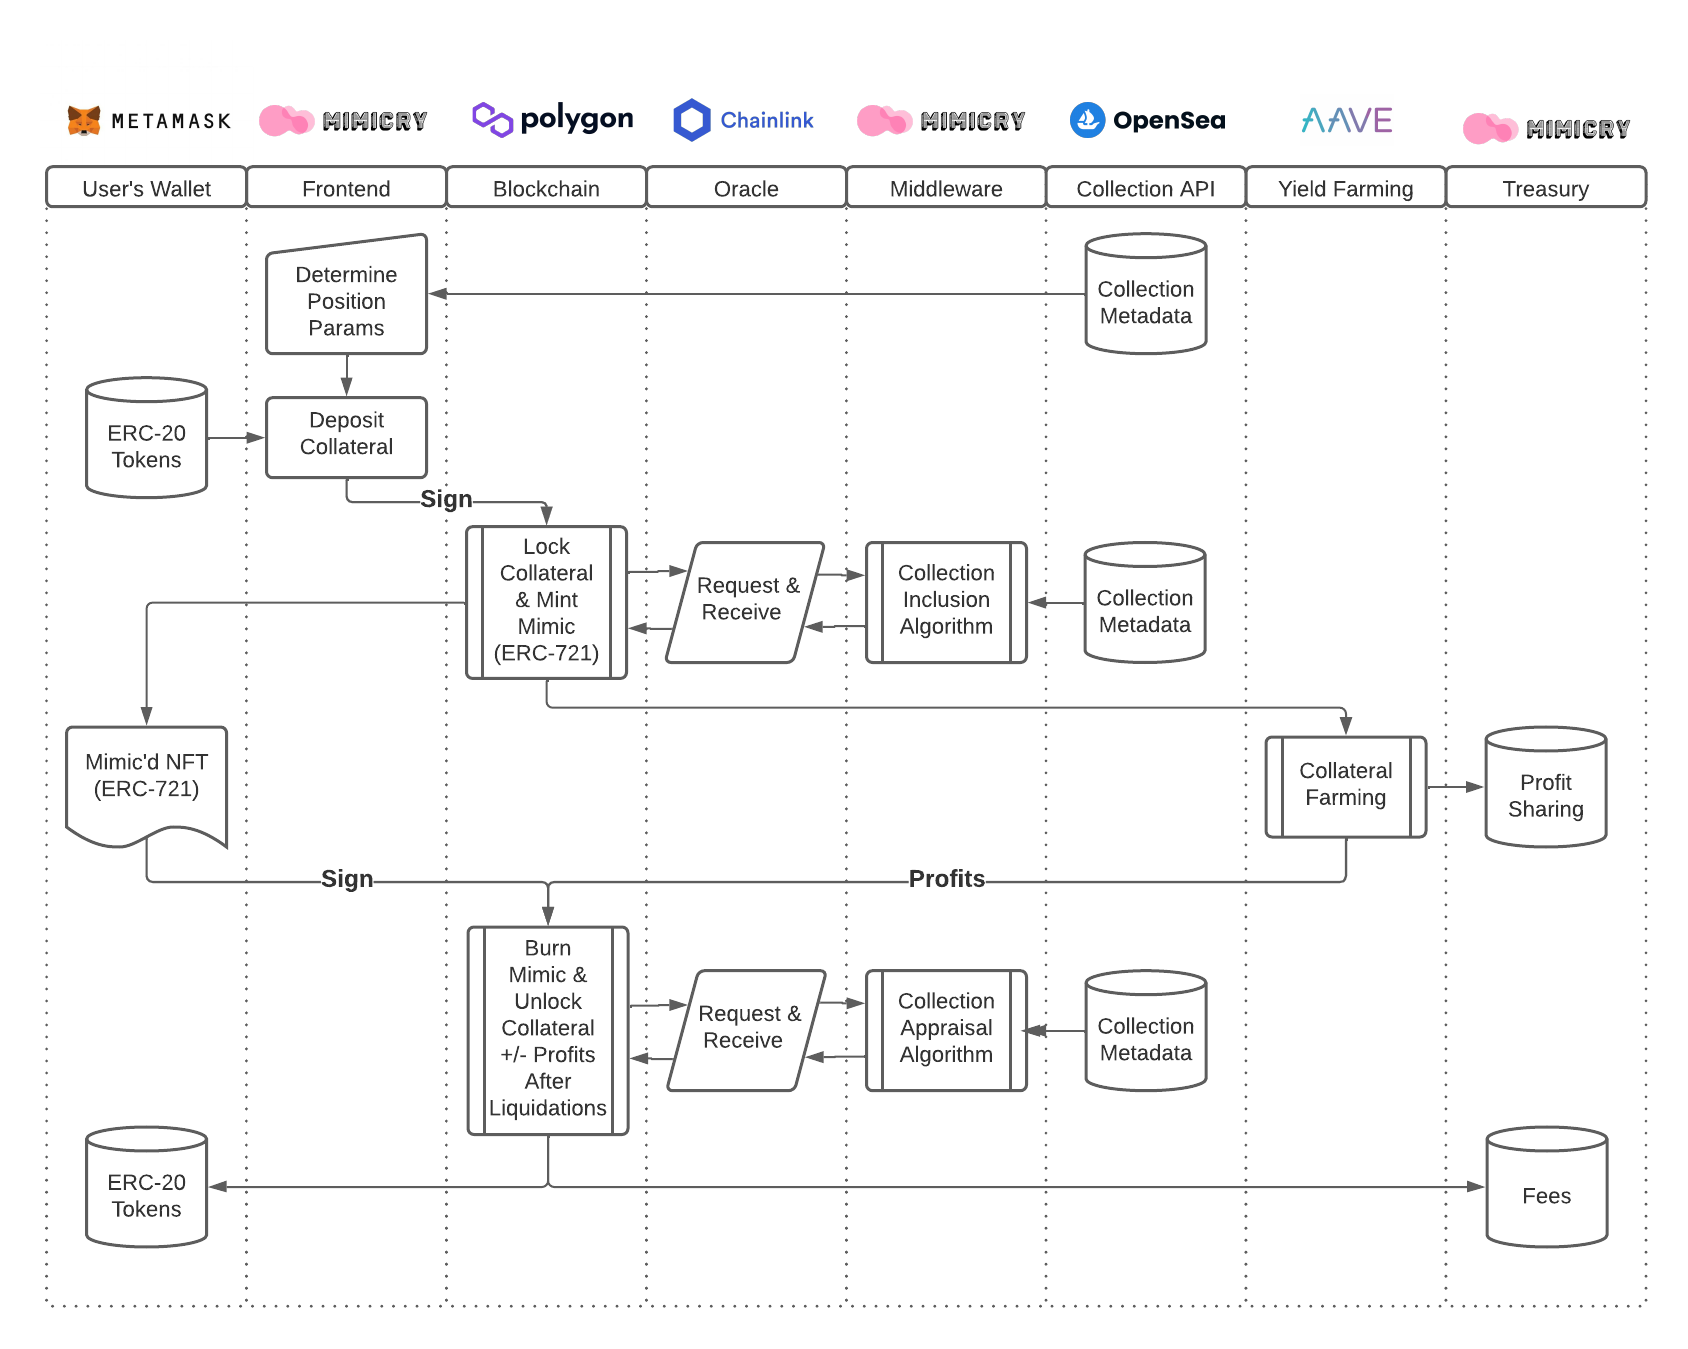 METAMASK
MIMICRY
polygon
Chainlink
MIMICRY
OpenSea
AAVE
MIMICRY
User's Wallet
Frontend
Blockchain
Oracle
Middleware
Collection API
Yield Farming
Treasury
Determine
Position
Params
Collection
Metadata
ERC-20
Tokens
Deposit
Collateral
Sign
Lock
Collateral
& Mint
Mimic
(ERC-721)
Request &
Receive
Collection
Inclusion
Algorithm
Collection
Metadata
Mimic'd NFT
(ERC-721)
Collateral
Farming
Profit
Sharing
Sign
Profits
Burn
Mimic &
Unlock
Collateral
+/- Profits
After
Liquidations
Request &
Receive
Collection
Appraisal
Algorithm
Collection
Metadata
ERC-20
Tokens
Fees